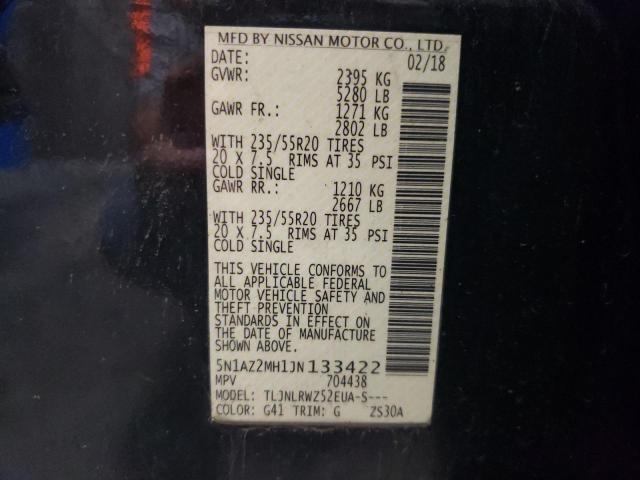 MFD BY NISSAN MOTOR CO., LTD.
DATE: 02/18
GVWR: 2395 KG
5280 LB
GAWR FR.: 1271 KG
2802 LB
WITH 235/55R20 TIRES
20 X 7.5 RIMS AT 35 PSI
COLD SINGLE
GAWR RR.: 1210 KG
2667 LB
WITH 235/55R20 TIRES
20 X 7.5 RIMS AT 35 PSI
COLD SINGLE
THIS VEHICLE CONFORMS TO
ALL APPLICABLE FEDERAL
MOTOR VEHICLE SAFETY AND
THEFT PREVENTION
STANDARDS IN EFFECT ON
THE DATE OF MANUFACTURE
SHOWN ABOVE.
5N1AZ2MH1JN133422
MPV 704438
MODEL: TLJNLRWZ52EUA-S---
COLOR: G41 TRIM: G ZS30A